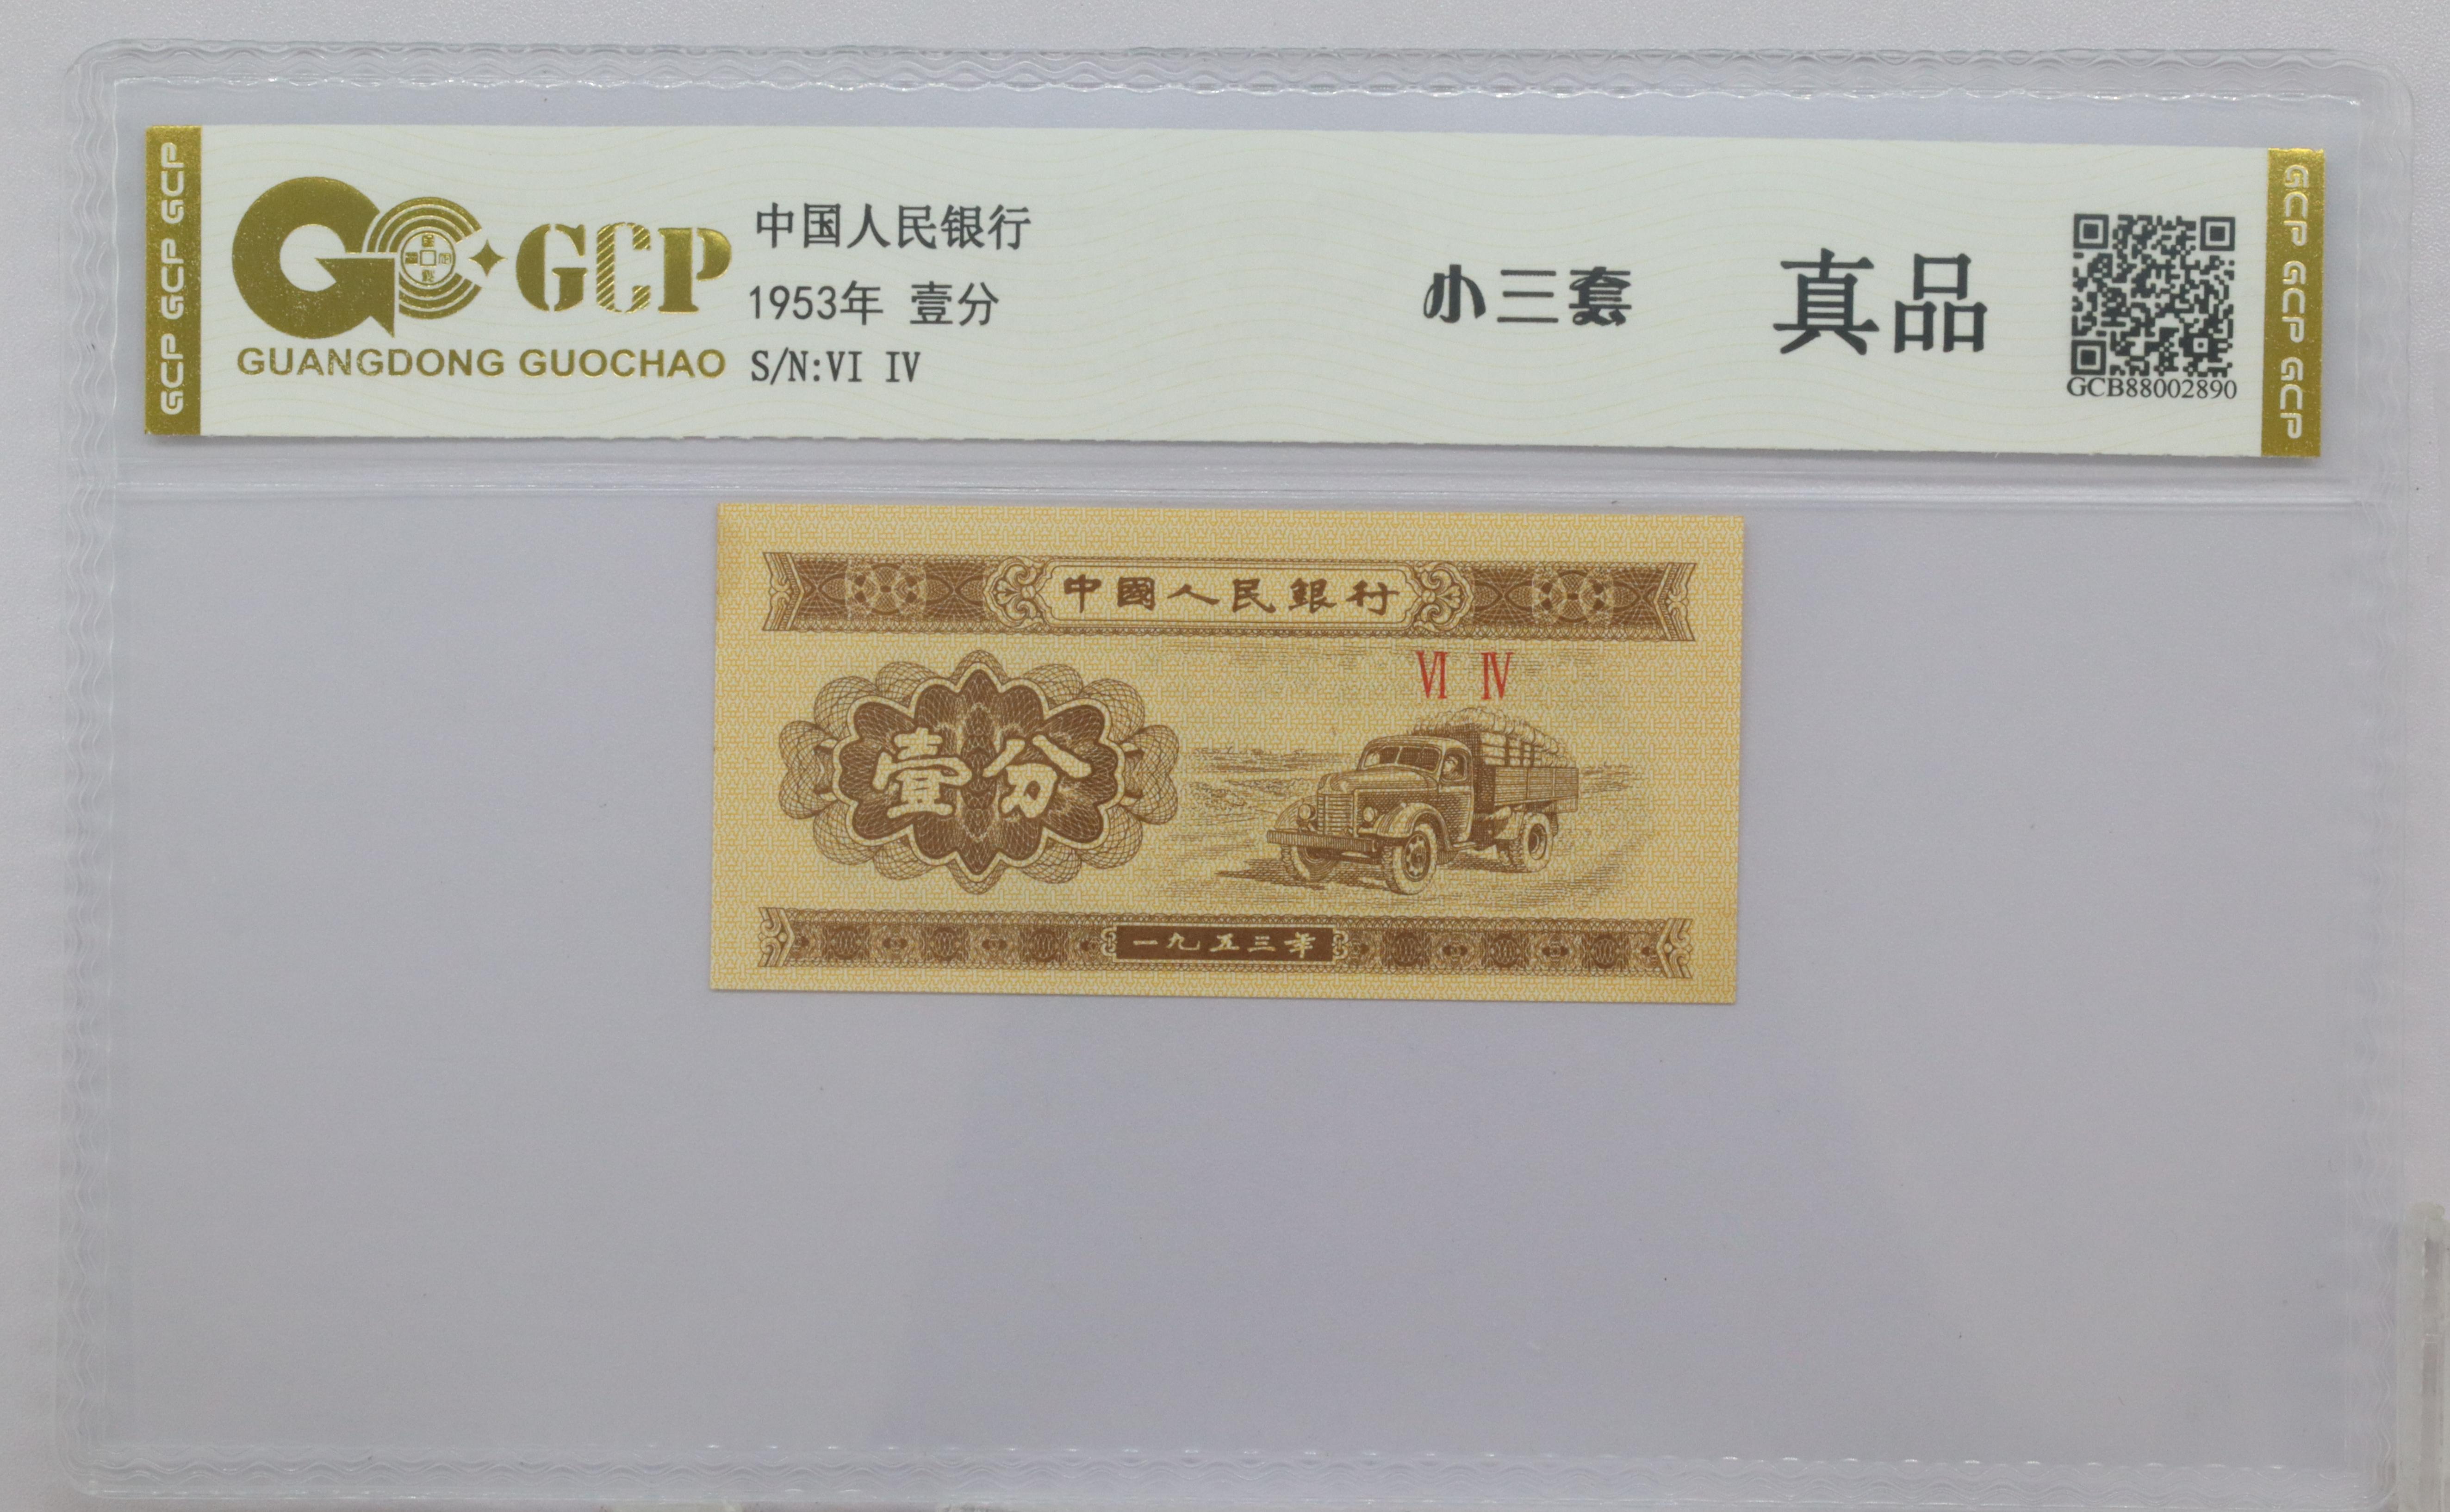 GCP GCP GCP
GCP
GUANGDONG GUOCHAO
中国人民银行
1953年 壹分
S/N:VI IV
小三套
真品
GCB88002890
GCP GCP GCP
中國人民銀行
VI IV
壹分
一九五三年